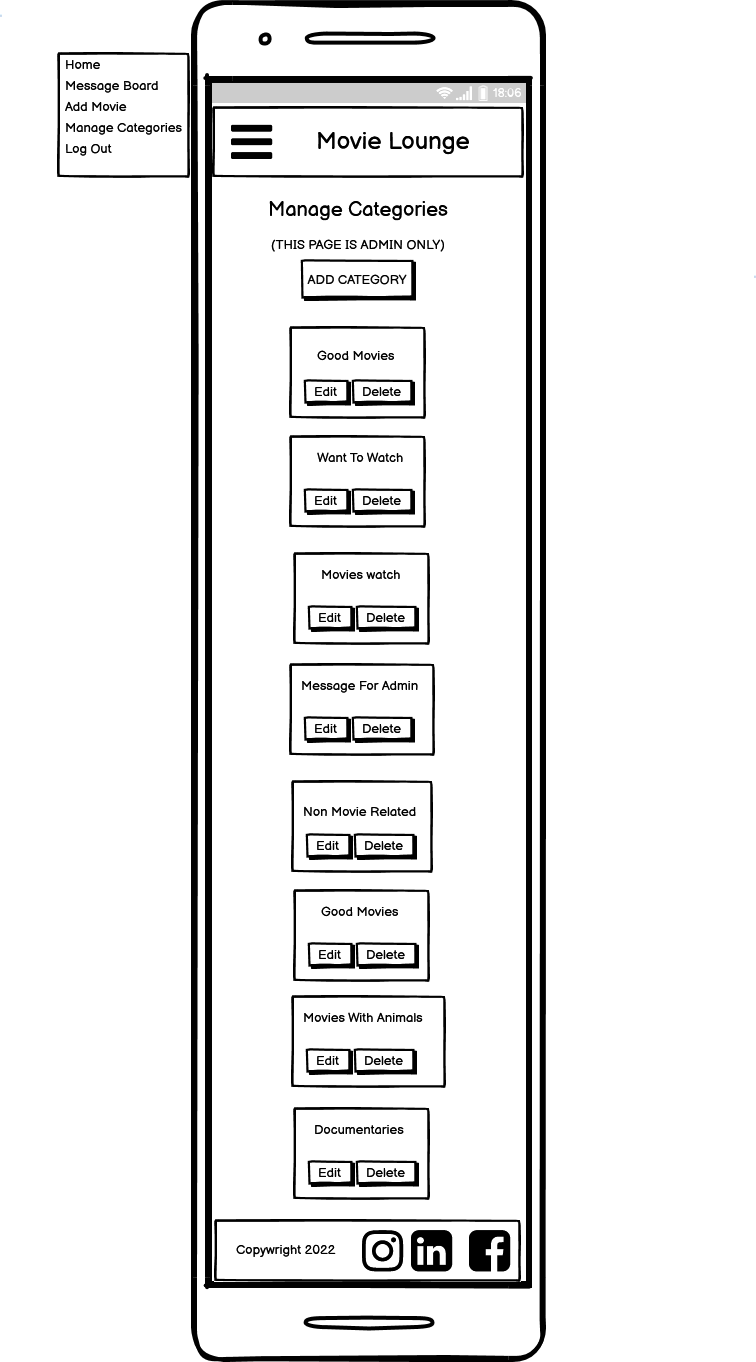 Home
Message Board
Add Movie
Manage Categories
Log Out
18:06
Movie Lounge
Manage Categories
(THIS PAGE IS ADMIN ONLY)
ADD CATEGORY
Good Movies
Edit Delete
Want To Watch
Edit Delete
Movies watch
Edit Delete
Message For Admin
Edit Delete
Non Movie Related
Edit Delete
Good Movies
Edit Delete
Movies With Animals
Edit Delete
Documentaries
Edit Delete
Copywright 2022 in f